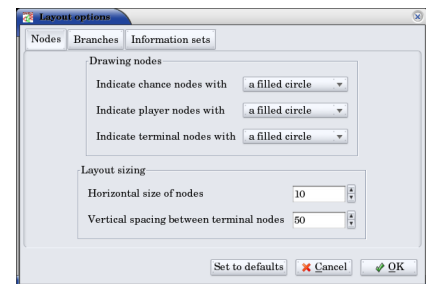 Layout options
Nodes Branches Information sets
Drawing nodes
Indicate chance nodes with a filled circle
Indicate player nodes with a filled circle
Indicate terminal nodes with a filled circle
Layout sizing
Horizontal size of nodes 10
Vertical spacing between terminal nodes 50
Set to defaults Cancel OK